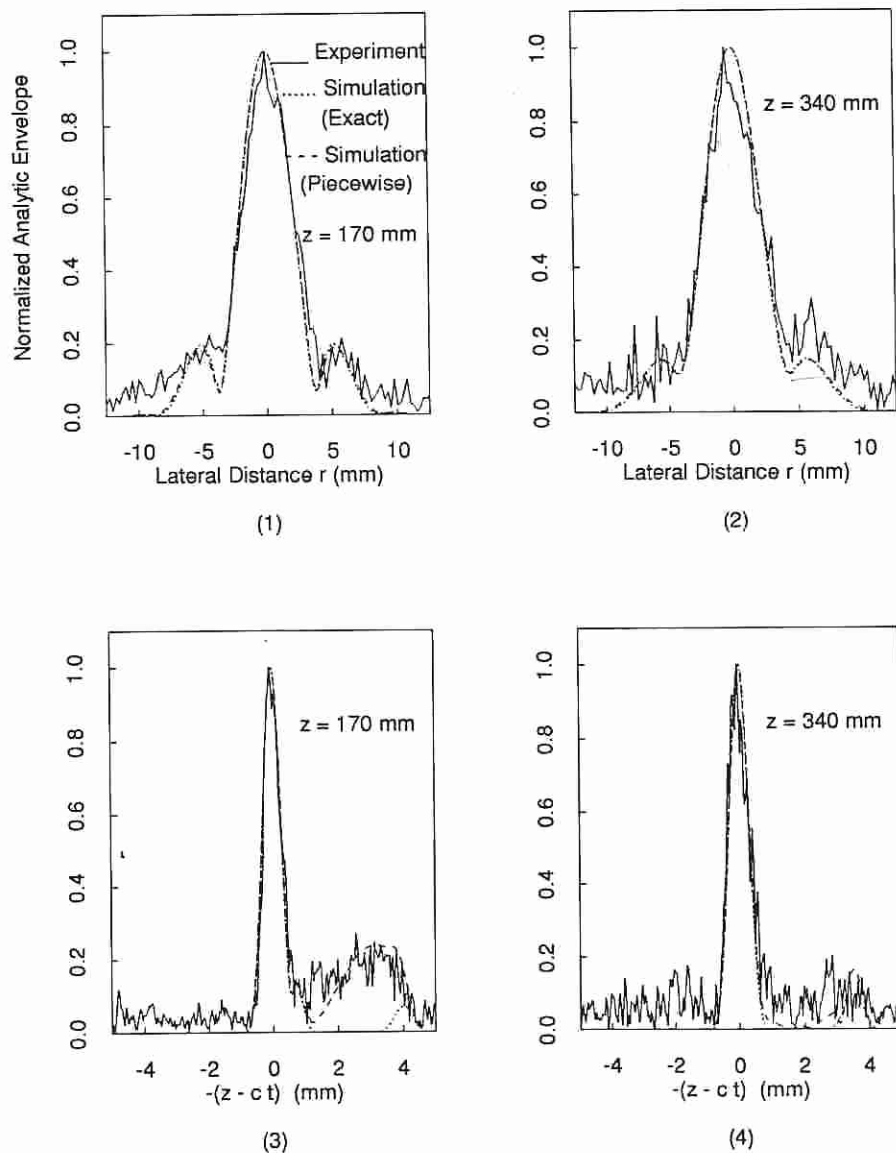 Normalized Analytic Envelope
1.0
0.8
0.6
0.4
0.2
0.0
Experiment
Simulation
(Exact)
Simulation
(Piecewise)
z = 170 mm
-10 -5 0 5 10
Lateral Distance r (mm)
(1)
1.0
0.8
0.6
0.4
0.2
0.0
z = 340 mm
-10 -5 0 5 10
Lateral Distance r (mm)
(2)
1.0
0.8
0.6
0.4
0.2
0.0
z = 170 mm
-4 -2 0 2 4
-(z - c t) (mm)
(3)
1.0
0.8
0.6
0.4
0.2
0.0
z = 340 mm
-4 -2 0 2 4
-(z - c t) (mm)
(4)